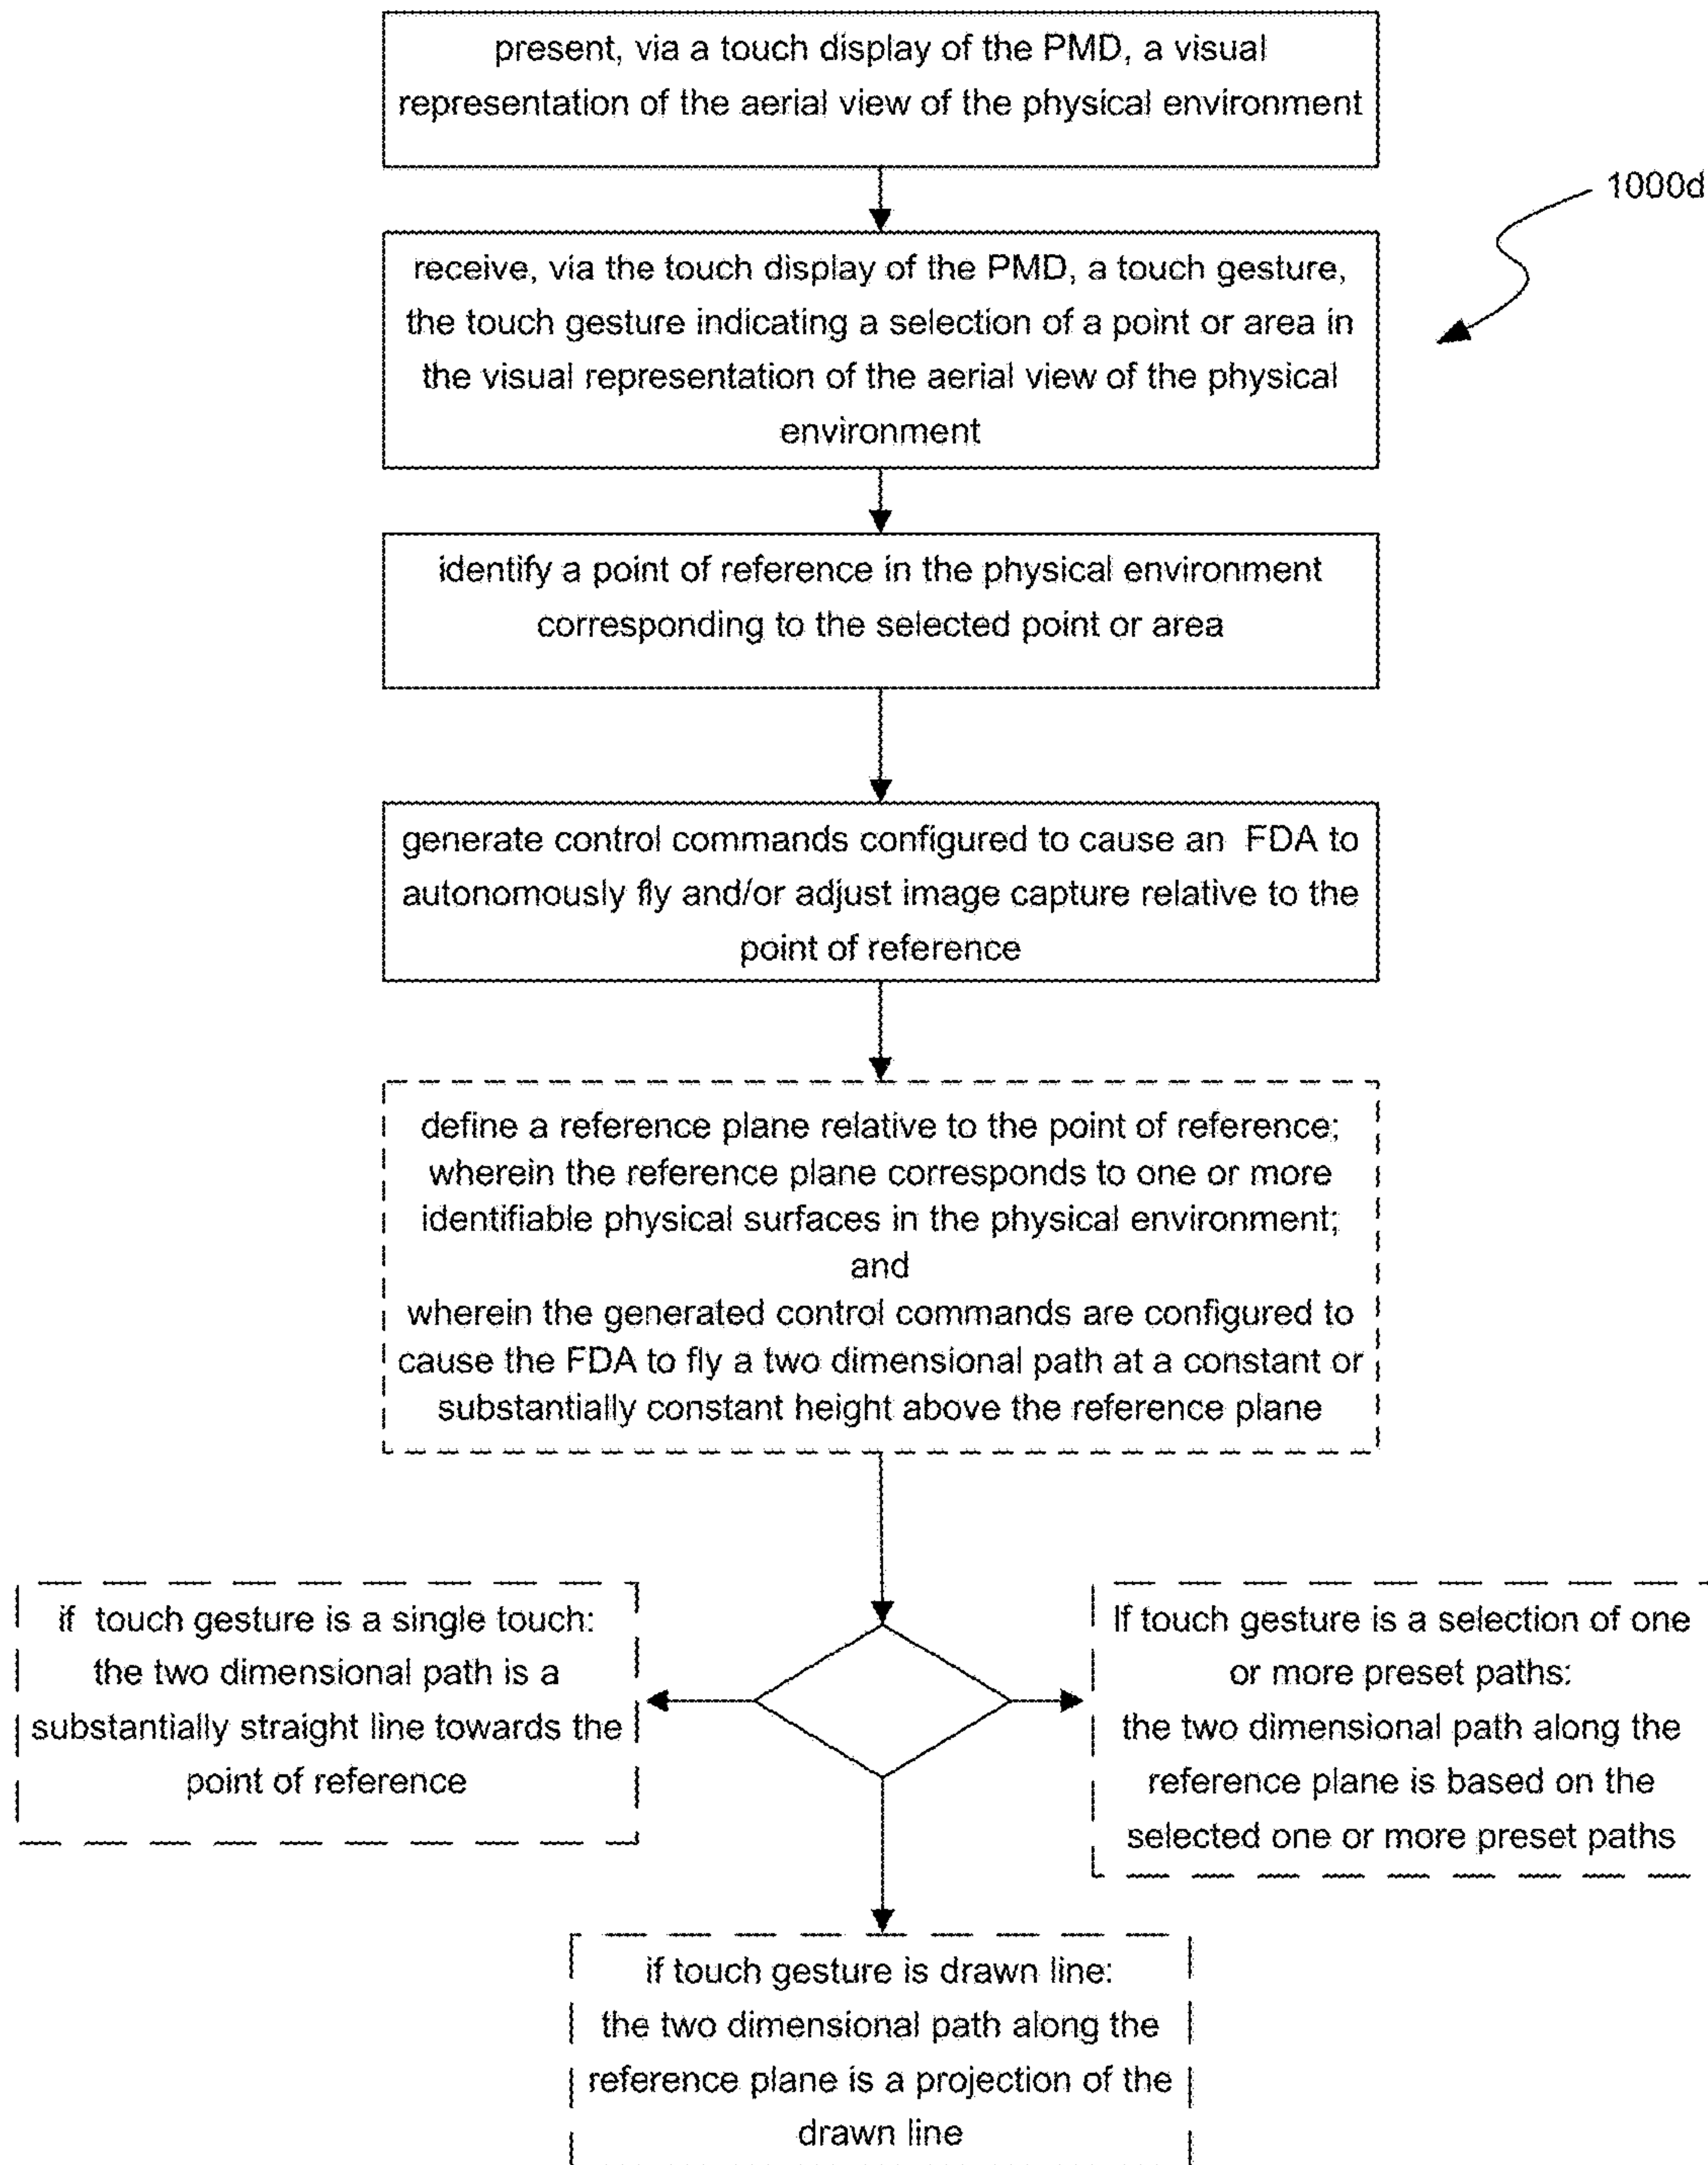 present, via a touch display of the PMD, a visual
representation of the aerial view of the physical environment
1000d
receive, via the touch display of the PMD, a touch gesture,
the touch gesture indicating a selection of a point or area in
the visual representation of the aerial view of the physical
environment
identify a point of reference in the physical environment
corresponding to the selected point or area
generate control commands configured to cause an FDA to
autonomously fly and/or adjust image capture relative to the
point of reference
define a reference plane relative to the point of reference;
wherein the reference plane corresponds to one or more
identifiable physical surfaces in the physical environment;
and
wherein the generated control commands are configured to
cause the FDA to fly a two dimensional path at a constant or
substantially constant height above the reference plane
if touch gesture is a single touch:
the two dimensional path is a
substantially straight line towards the
point of reference
If touch gesture is a selection of one
or more preset paths:
the two dimensional path along the
reference plane is based on the
selected one or more preset paths
if touch gesture is drawn line:
the two dimensional path along the
reference plane is a projection of the
drawn line